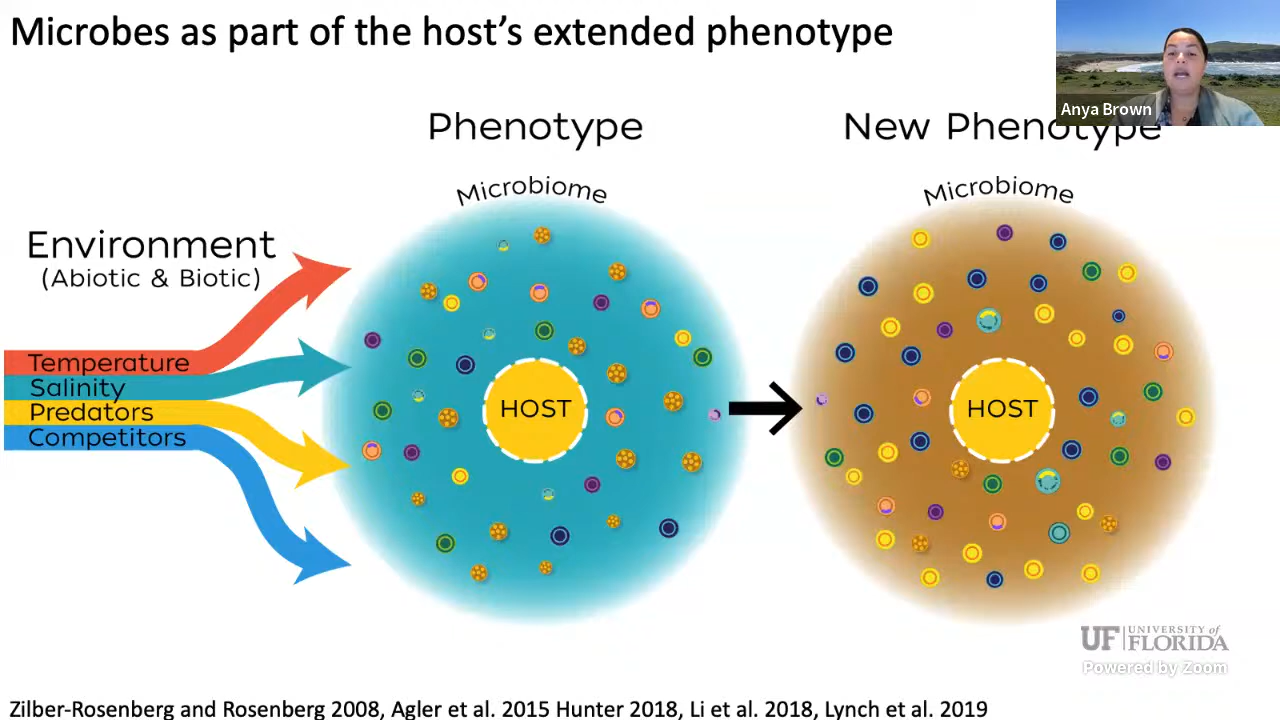 Microbes as part of the host's extended phenotype
Anya Brown
Phenotype
New Phenotype
Microbiome
Microbiome
Environment
(Abiotic & Biotic)
Temperature
Salinity
Predators
Competitors
HOST
HOST
UF UNIVERSITY of
FLORIDA
Powered by Zoom
Zilber-Rosenberg and Rosenberg 2008, Agler et al. 2015 Hunter 2018, Li et al. 2018, Lynch et al. 2019